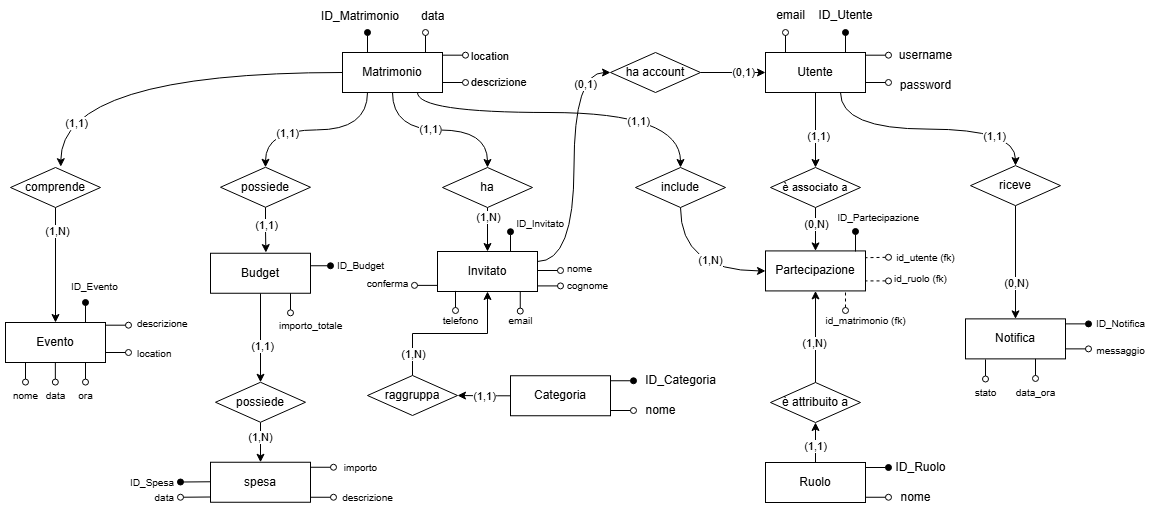 ID_Matrimonio
data
email
ID_Utente
location
username
Matrimonio
ha account
(0,1)
Utente
descrizione
(0,1)
password
(1,1)
(1,1)
(1,1)
(1,1)
(1,1)
(1,1)
comprende
possiede
ha
include
è associato a
riceve
(1,N)
(1,1)
(1,N)
ID_Invitato
(0,N)
ID_Partecipazione
Budget
ID_Budget
Invitato
nome
cognome
conferma
(1,N)
Partecipazione
id_utente (fk)
id_ruolo (fk)
(0,N)
ID_Evento
importo_totale
telefono
email
id_matrimonio (fk)
Evento
descrizione
location
(1,1)
(1,N)
(1,N)
Notifica
ID_Notifica
messaggio
nome
data
ora
possiede
raggruppa
(1,1)
Categoria
ID_Categoria
nome
è attribuito a
stato
data_ora
(1,N)
(1,1)
ID_Spesa
data
spesa
importo
descrizione
Ruolo
ID_Ruolo
nome